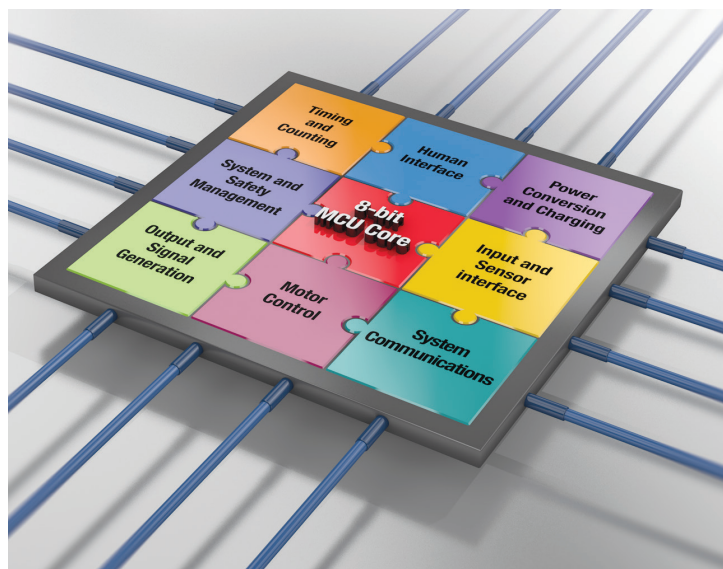 Timing
and
Counting
Human
Interface
Power
Conversion
and Charging
System and
Safety
Management
8-bit
MCU Core
Input and
Sensor
interface
Output and
Signal
Generation
Motor
Control
System
Communications